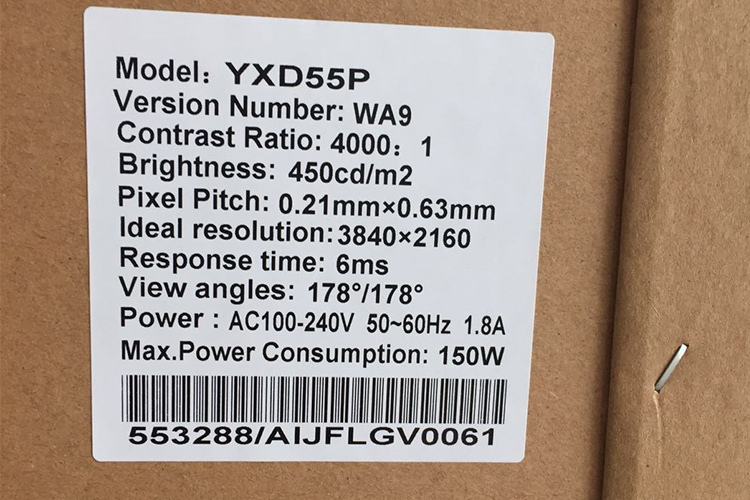 Model: YXD55P
Version Number: WA9
Contrast Ratio: 4000：1
Brightness: 450cd/m2
Pixel Pitch: 0.21mm×0.63mm
Ideal resolution:3840×2160
Response time: 6ms
View angles: 178°/178°
Power : AC100-240V 50~60Hz 1.8A
Max.Power Consumption: 150W
553288/AIJFLGV0061